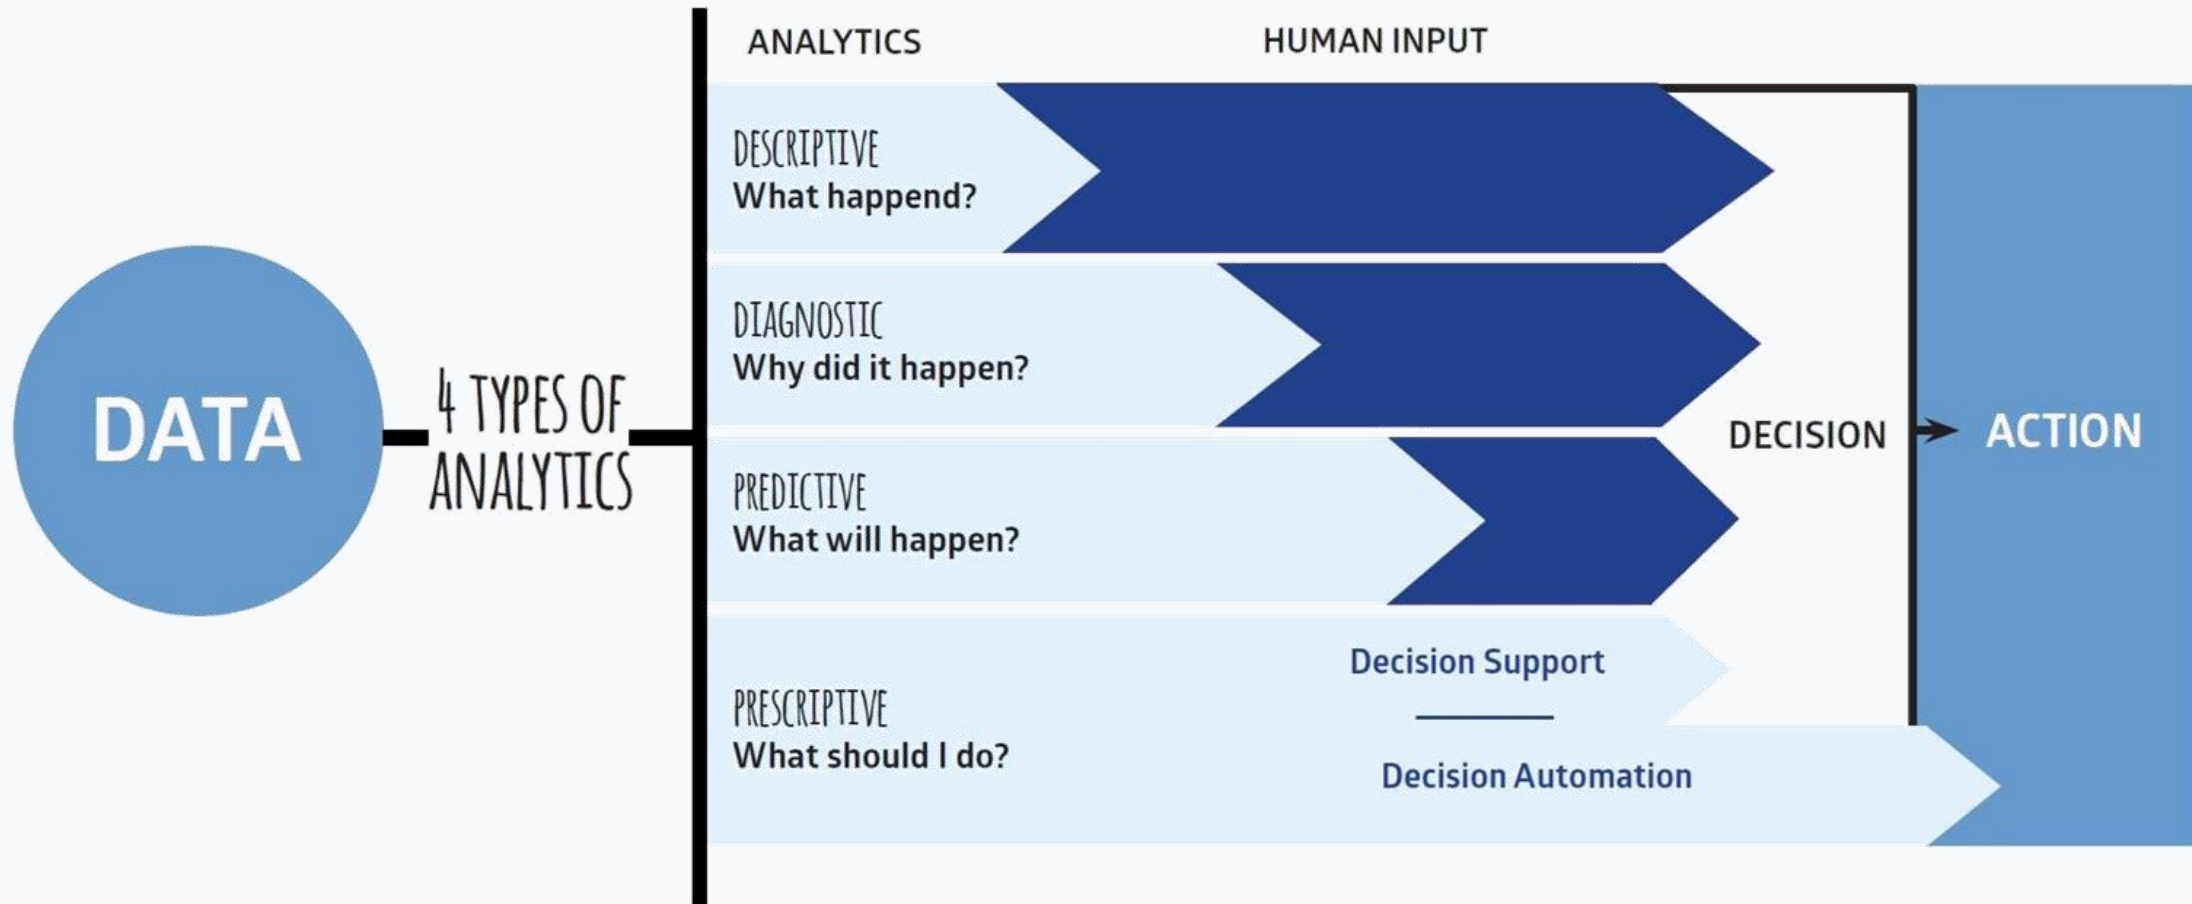 DATA
4 TYPES OF
ANALYTICS
ANALYTICS
HUMAN INPUT
DESCRIPTIVE
What happend?
DIAGNOSTIC
Why did it happen?
PREDICTIVE
What will happen?
PRESCRIPTIVE
What should I do?
Decision Support
Decision Automation
DECISION
ACTION